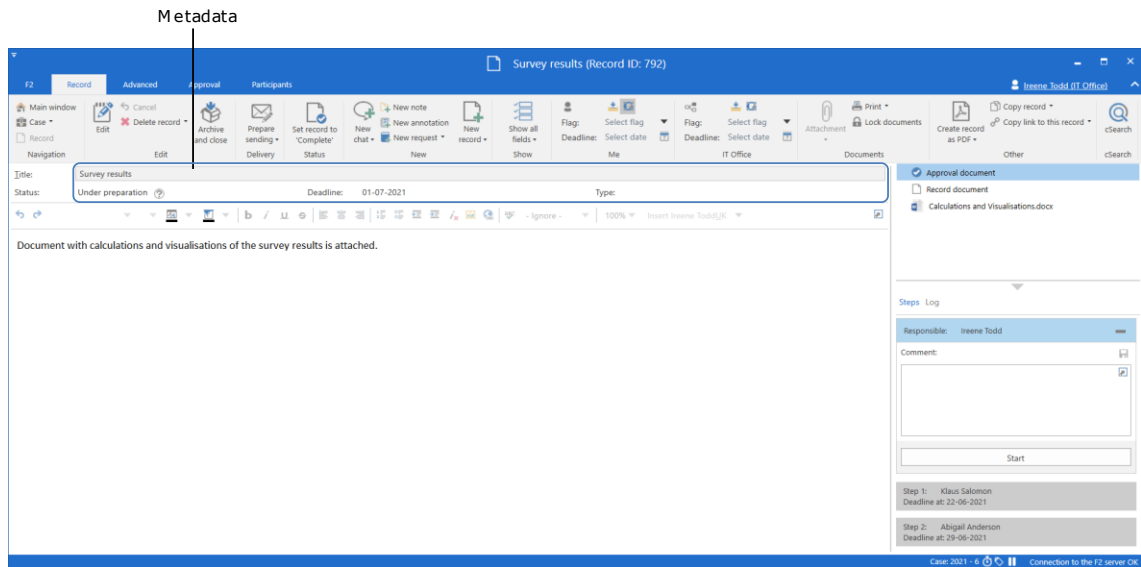 Metadata
Survey results (Record ID: 792)
F2 Record Advanced Approval Participants Ireene Todd (IT Office)
Main window Cancel New note Flag: Select flag Flag: Select flag Print Copy record
Case Edit Delete record Archive and close Prepare sending Set record to 'Complete' New chat New annotation New record Show all fields Deadline: Select date Deadline: Select date Attachment Lock documents Create record as PDF Copy link to this record cSearch
Record New request
Navigation Edit Delivery Status New Show Me IT Office Documents Other cSearch
Title: Survey results
Status: Under preparation Deadline: 01-07-2021 Type:
b I U S - Ignore - 100%
Document with calculations and visualisations of the survey results is attached.
Approval document
Record document
Calculations and Visualisations.docx
Steps Log
Responsible: Ireene Todd
Comment:
Start
Step 1: Klaus Salomon
Deadline at: 22-06-2021
Step 2: Abigail Anderson
Deadline at: 29-06-2021
Case: 2021 - 6 Connection to the F2 server OK